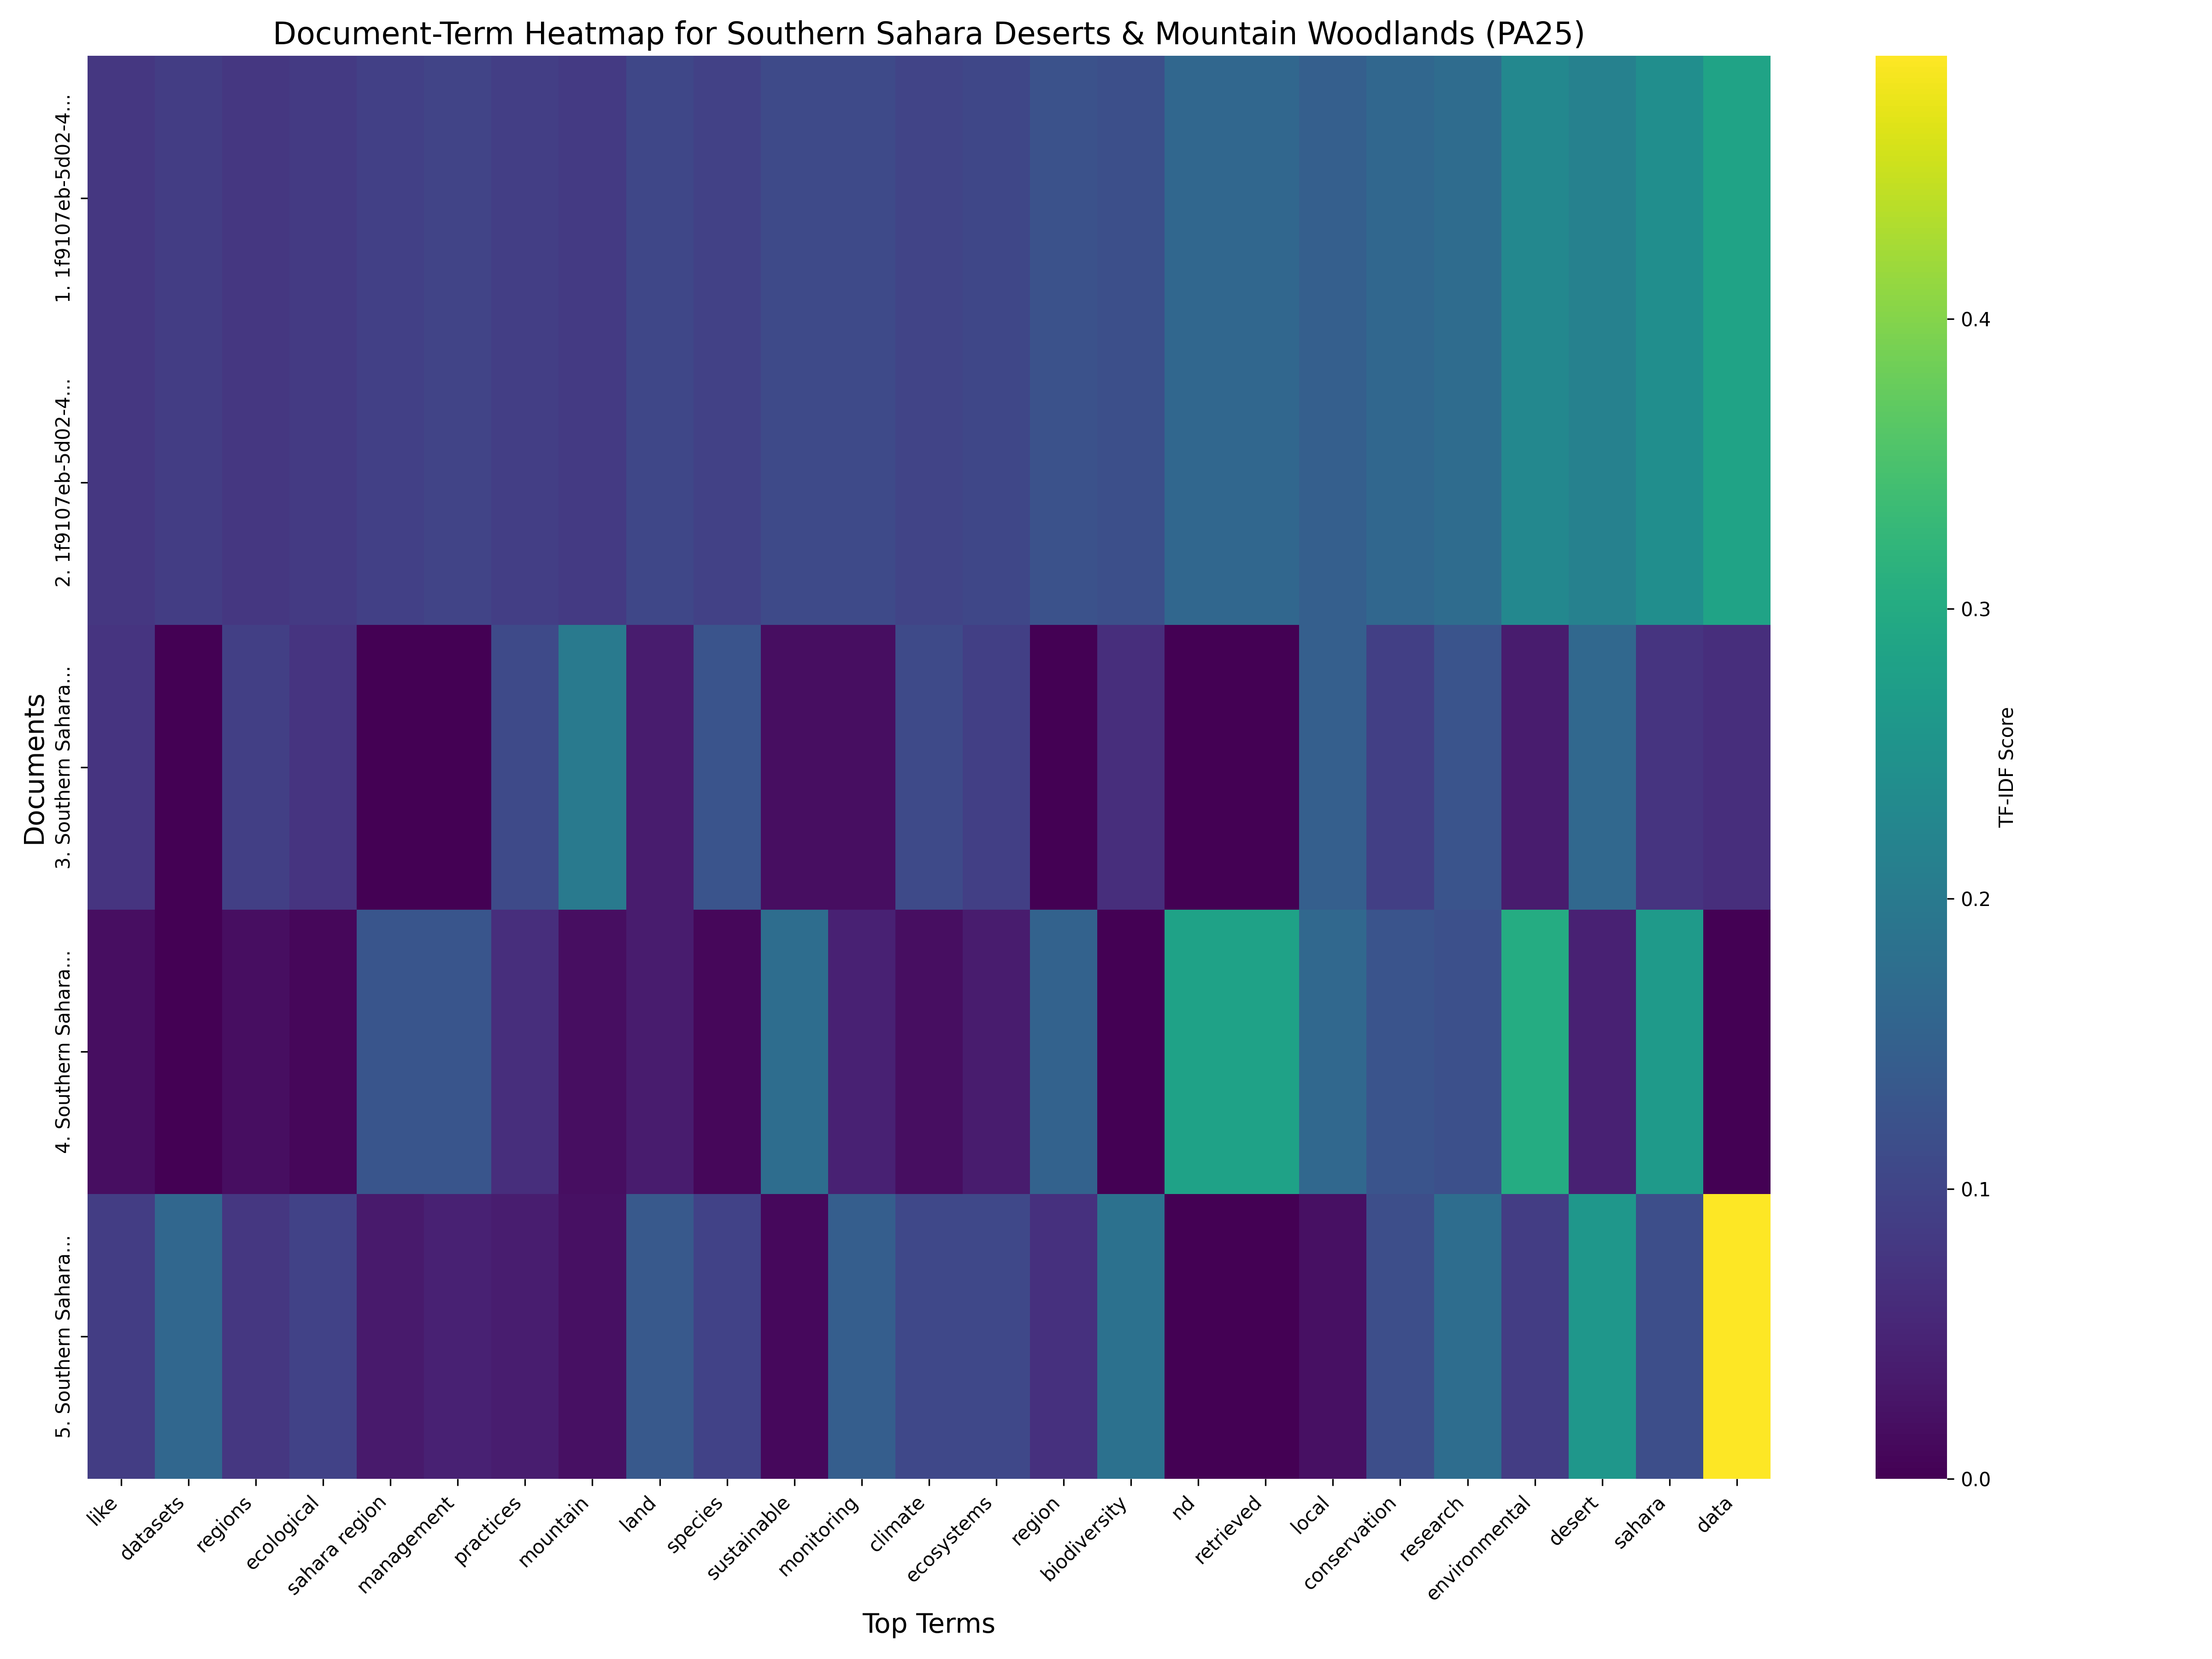 Document-Term Heatmap for Southern Sahara Deserts & Mountain Woodlands (PA25)
Documents
1. 1f9107eb-5d02-4...
2. 1f9107eb-5d02-4...
3. Southern Sahara...
4. Southern Sahara...
5. Southern Sahara...
like
datasets
regions
ecological
sahara region
management
practices
mountain
land
species
sustainable
monitoring
climate
ecosystems
region
biodiversity
nd
retrieved
local
conservation
research
environmental
desert
sahara
data
Top Terms
0.4
0.3
0.2
0.1
0.0
TF-IDF Score